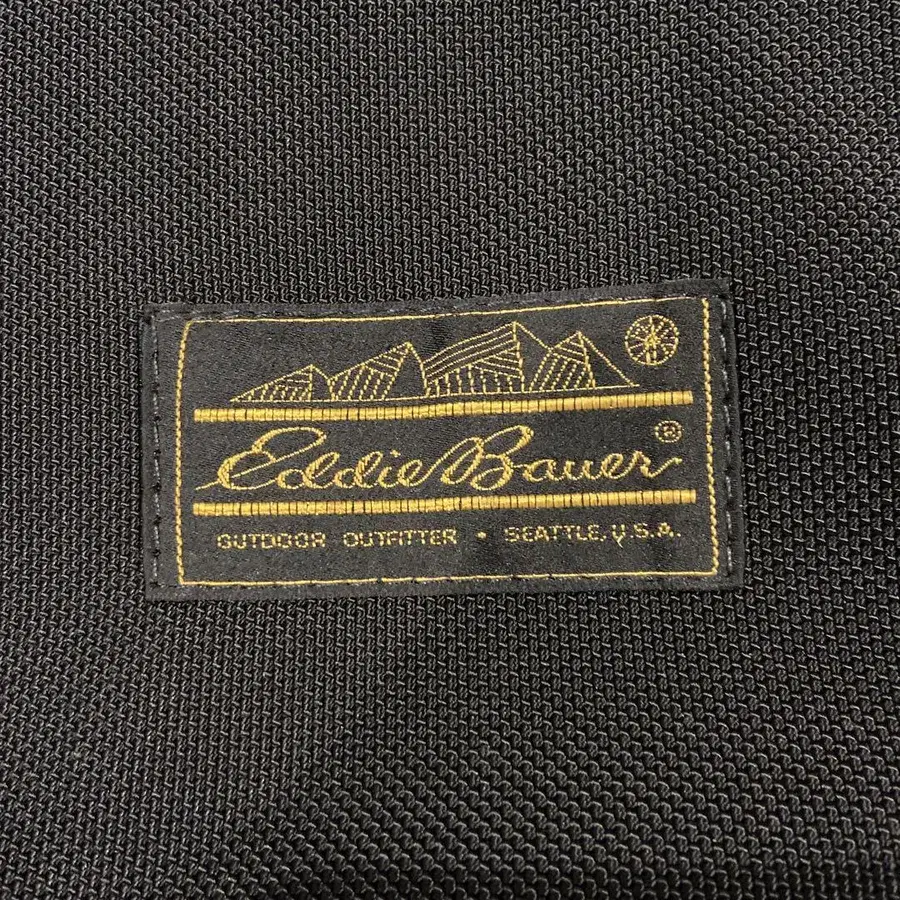 Eddie Bauer®
OUTDOOR OUTFITTER • SEATTLE, U.S.A.